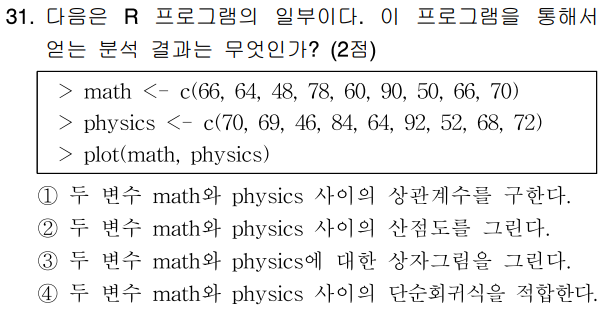 31. 다음은 R 프로그램의 일부이다. 이 프로그램을 통해서
얻는 분석 결과는 무엇인가? (2점)
> math <- c(66, 64, 48, 78, 60, 90, 50, 66, 70)
> physics <- c(70, 69, 46, 84, 64, 92, 52, 68, 72)
> plot(math, physics)
① 두 변수 math와 physics 사이의 상관계수를 구한다.
② 두 변수 math와 physics 사이의 산점도를 그린다.
③ 두 변수 math와 physics에 대한 상자그림을 그린다.
④ 두 변수 math와 physics 사이의 단순회귀식을 적합한다.